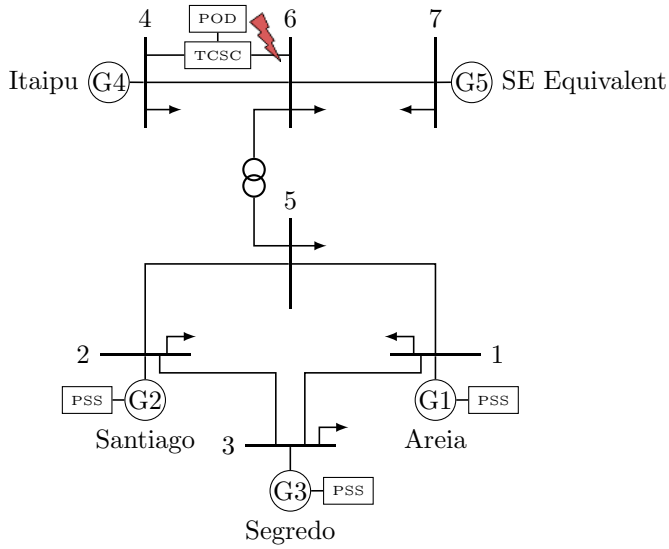 POD
4
6
7
TCSC
Itaipu
G4
G5
SE Equivalent
5
2
1
PSS
G2
G1
PSS
Santiago
Areia
3
G3
PSS
Segredo